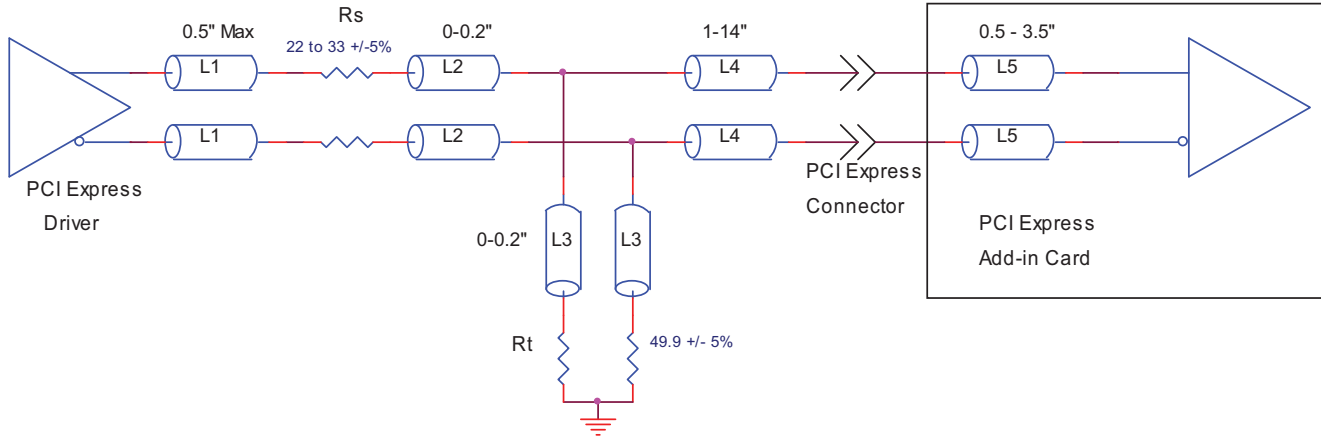 Rs
0.5" Max
22 to 33 +/-5%
0-0.2"
1-14"
0.5 - 3.5"
L1
L2
L4
L5
L1
L2
L4
L5
PCI Express
Driver
PCI Express
Connector
0-0.2"
L3
L3
PCI Express
Add-in Card
Rt
49.9 +/- 5%